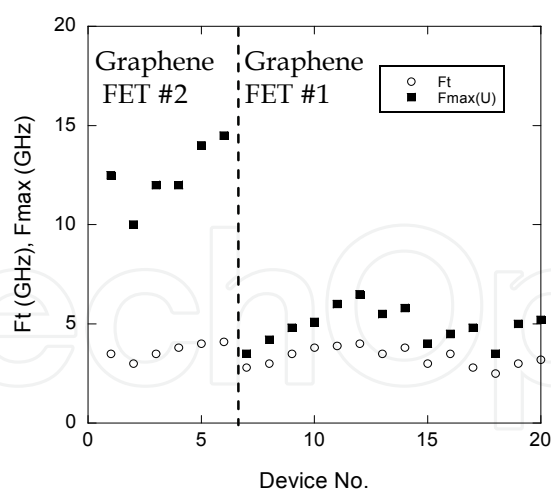 20
15
10
5
0
Ft (GHz), Fmax (GHz)
Graphene
FET #2
Graphene
FET #1
Ft
Fmax(U)
0 5 10 15 20
Device No.